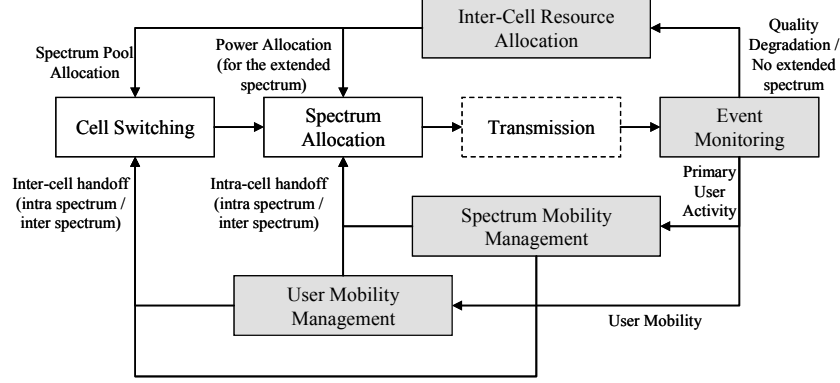 Inter-Cell Resource
Allocation
Quality
Degradation /
No extended
spectrum
Spectrum Pool
Allocation
Power Allocation
(for the extended
spectrum)
Cell Switching
Spectrum
Allocation
Transmission
Event
Monitoring
Inter-cell handoff
(intra spectrum /
inter spectrum)
Intra-cell handoff
(intra spectrum /
inter spectrum)
Primary
User
Activity
Spectrum Mobility
Management
User Mobility
Management
User Mobility